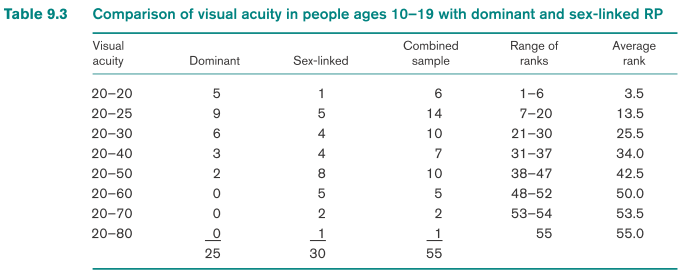 Table 9.3 Comparison of visual acuity in people ages 10–19 with dominant and sex-linked RP
Visual acuity Dominant Sex-linked Combined sample Range of ranks Average rank
20–20 5 1 6 1–6 3.5
20–25 9 5 14 7–20 13.5
20–30 6 4 10 21–30 25.5
20–40 3 4 7 31–37 34.0
20–50 2 8 10 38–47 42.5
20–60 0 5 5 48–52 50.0
20–70 0 2 2 53–54 53.5
20–80 0 1 1 55 55.0
25 30 55